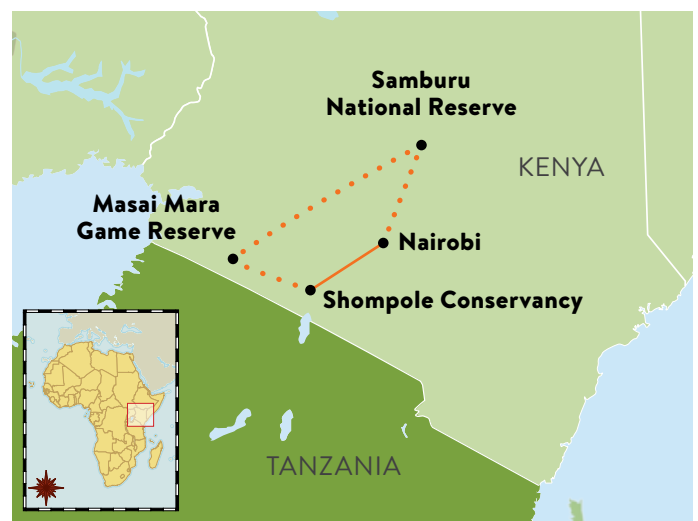 Samburu
National Reserve
KENYA
Masai Mara
Game Reserve
Nairobi
Shompole Conservancy
TANZANIA